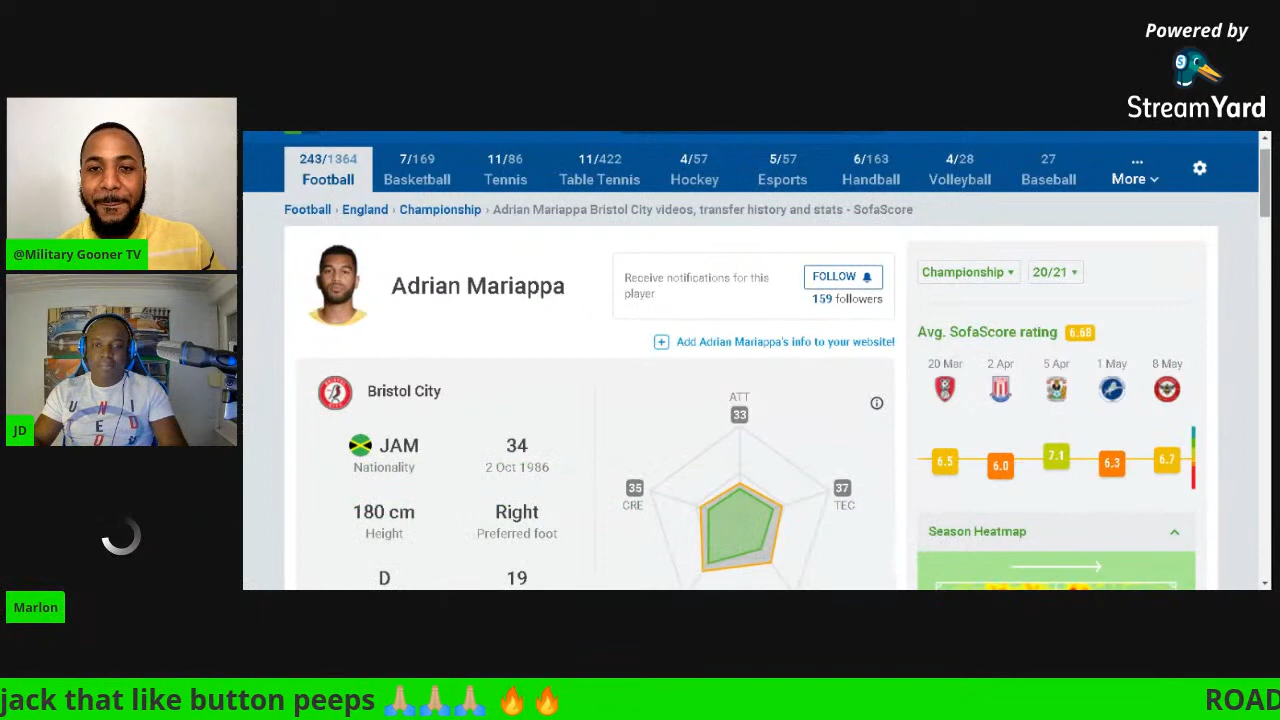 Powered by
StreamYard
243/1364
Football
7/169
Basketball
11/86
Tennis
11/422
Table Tennis
4/57
Hockey
5/57
Esports
6/163
Handball
4/28
Volleyball
27
Baseball
...
More
Football › England › Championship › Adrian Mariappa Bristol City videos, transfer history and stats - SofaScore
Adrian Mariappa
Receive notifications for this
player
FOLLOW
159 followers
Add Adrian Mariappa's info to your website!
Bristol City
JAM
Nationality
34
2 Oct 1986
180 cm
Height
Right
Preferred foot
D
19
ATT
33
35
CRE
37
TEC
Championship
20/21
Avg. SofaScore rating 6.68
20 Mar 2 Apr 5 Apr 1 May 8 May
6.5 6.0 7.1 6.3 6.7
Season Heatmap
@Military Gooner TV
UNI
ED
JD
Marlon
jack that like button peeps 🙏🏼🙏🏼🙏🏼 🔥🔥
ROAD